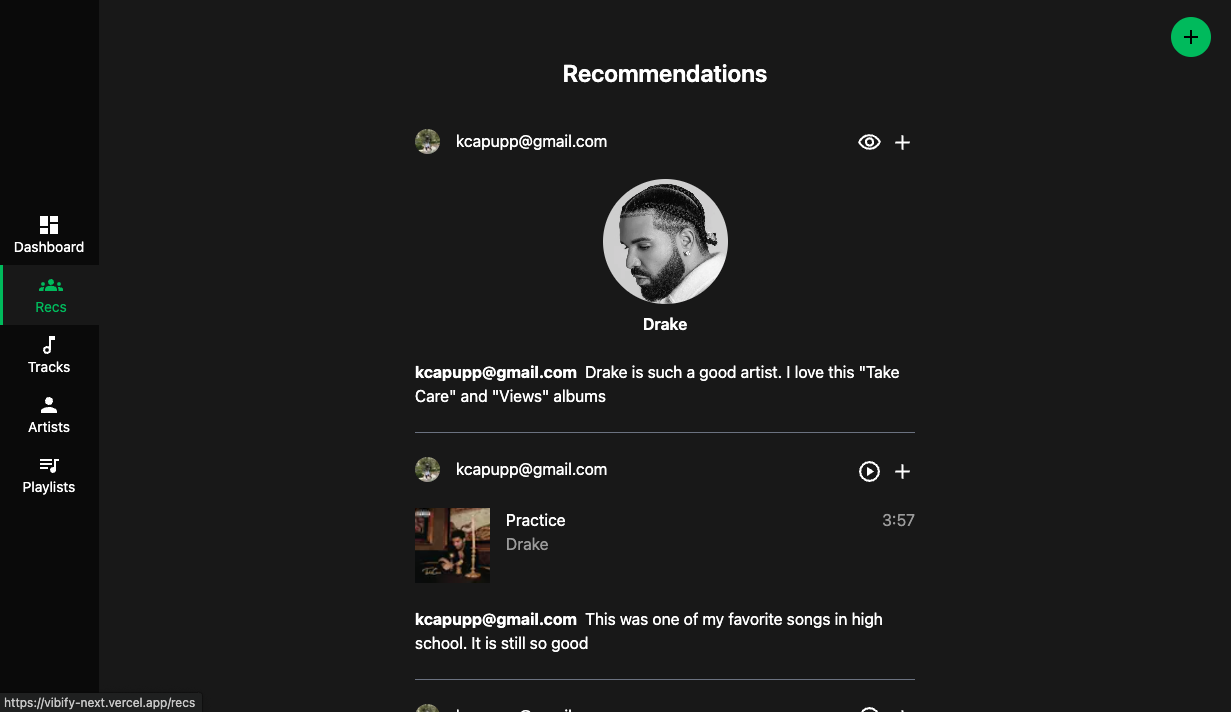 Recommendations
kcapupp@gmail.com
Drake
kcapupp@gmail.com Drake is such a good artist. I love this "Take
Care" and "Views" albums
kcapupp@gmail.com
Practice
3:57
Drake
kcapupp@gmail.com This was one of my favorite songs in high
school. It is still so good
Dashboard
Recs
Tracks
Artists
Playlists
https://vibify-next.vercel.app/recs